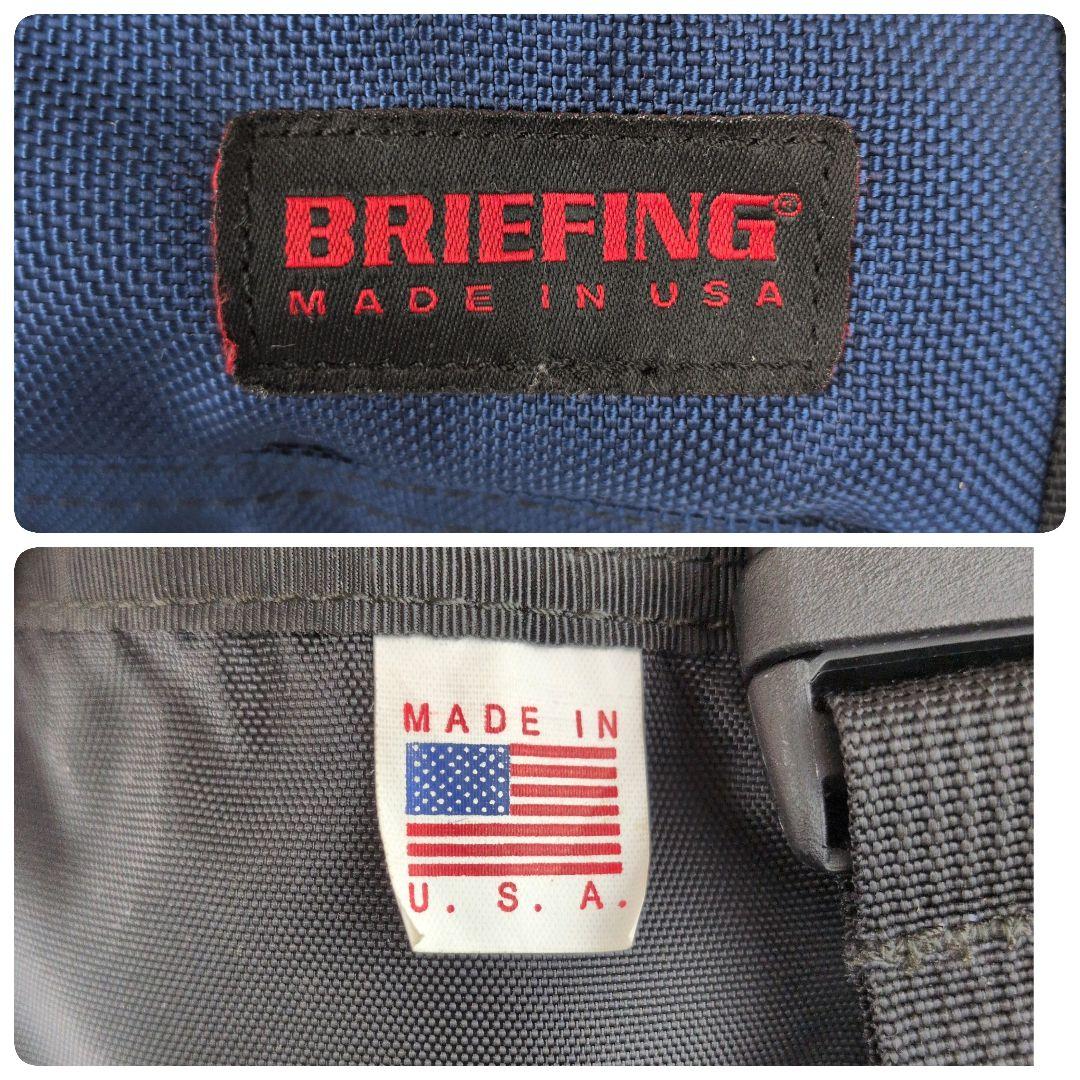 BRIEFING®
MADE IN USA
MADE IN
U. S. A.